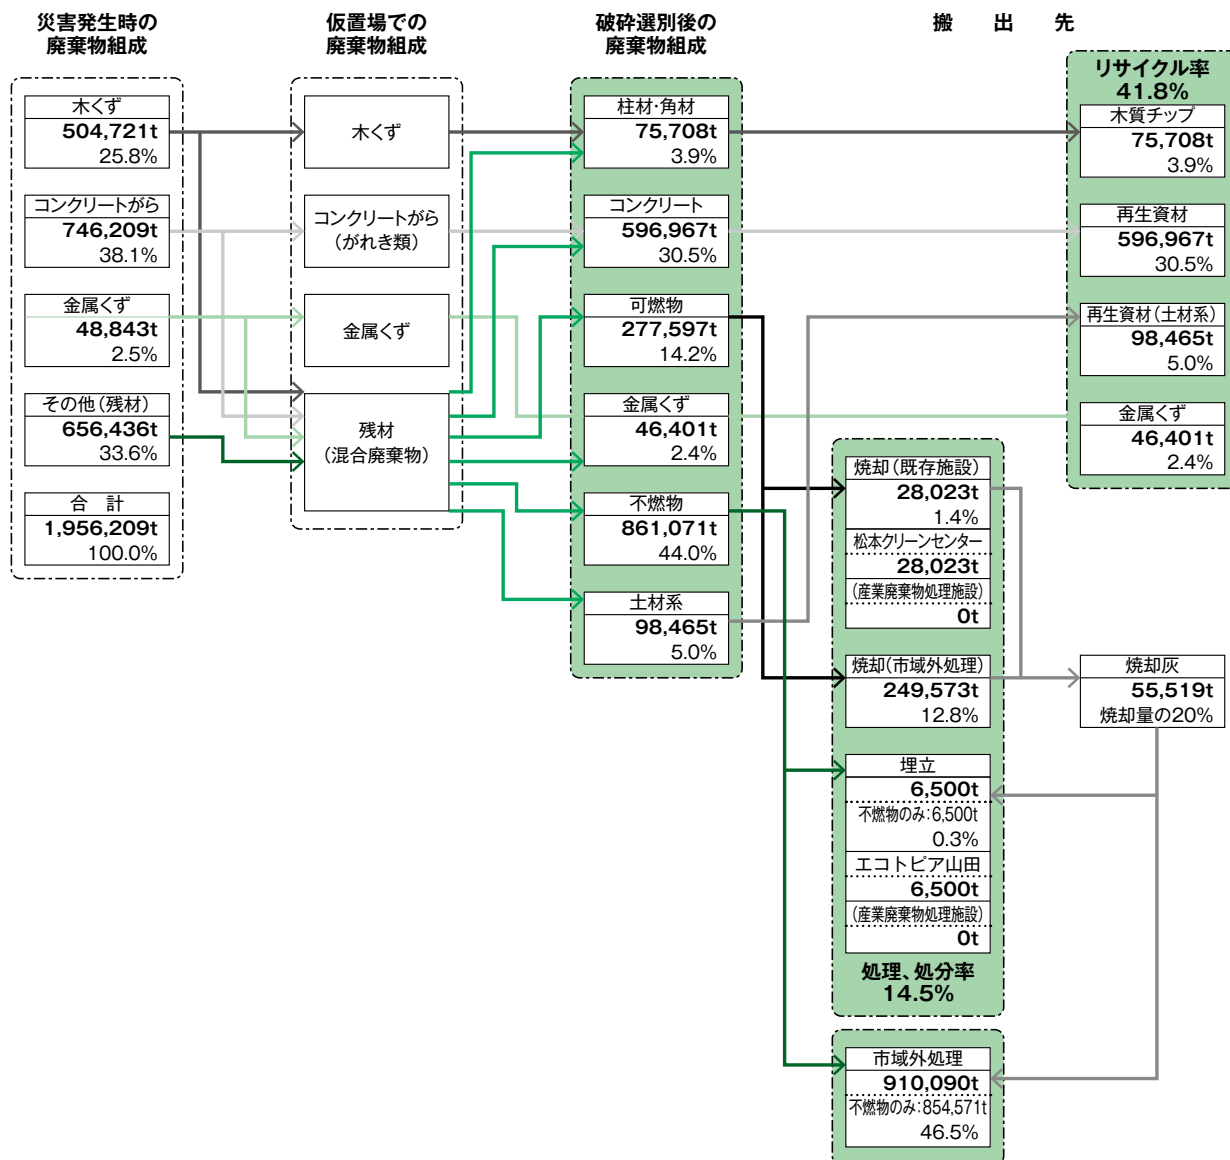 災害発生時の
廃棄物組成
仮置場での
廃棄物組成
破砕選別後の
廃棄物組成
搬 出 先
木くず
504,721t
25.8%
コンクリートがら
746,209t
38.1%
金属くず
48,843t
2.5%
その他(残材)
656,436t
33.6%
合 計
1,956,209t
100.0%
木くず
コンクリートがら
(がれき類)
金属くず
残材
(混合廃棄物)
柱材・角材
75,708t
3.9%
コンクリート
596,967t
30.5%
可燃物
277,597t
14.2%
金属くず
46,401t
2.4%
不燃物
861,071t
44.0%
土材系
98,465t
5.0%
リサイクル率
41.8%
木質チップ
75,708t
3.9%
再生資材
596,967t
30.5%
再生資材(土材系)
98,465t
5.0%
金属くず
46,401t
2.4%
焼却(既存施設)
28,023t
1.4%
松本クリーンセンター
28,023t
(産業廃棄物処理施設)
0t
焼却(市域外処理)
249,573t
12.8%
焼却灰
55,519t
焼却量の20%
埋立
6,500t
不燃物のみ:6,500t
0.3%
エコトピア山田
6,500t
(産業廃棄物処理施設)
0t
処理、処分率
14.5%
市域外処理
910,090t
不燃物のみ:854,571t
46.5%